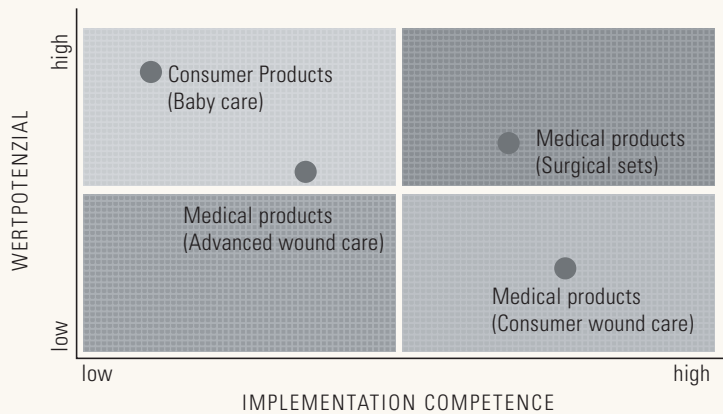 WERTPOTENZIAL
high
low
Consumer Products
(Baby care)
Medical products
(Surgical sets)
Medical products
(Advanced wound care)
Medical products
(Consumer wound care)
low
high
IMPLEMENTATION COMPETENCE